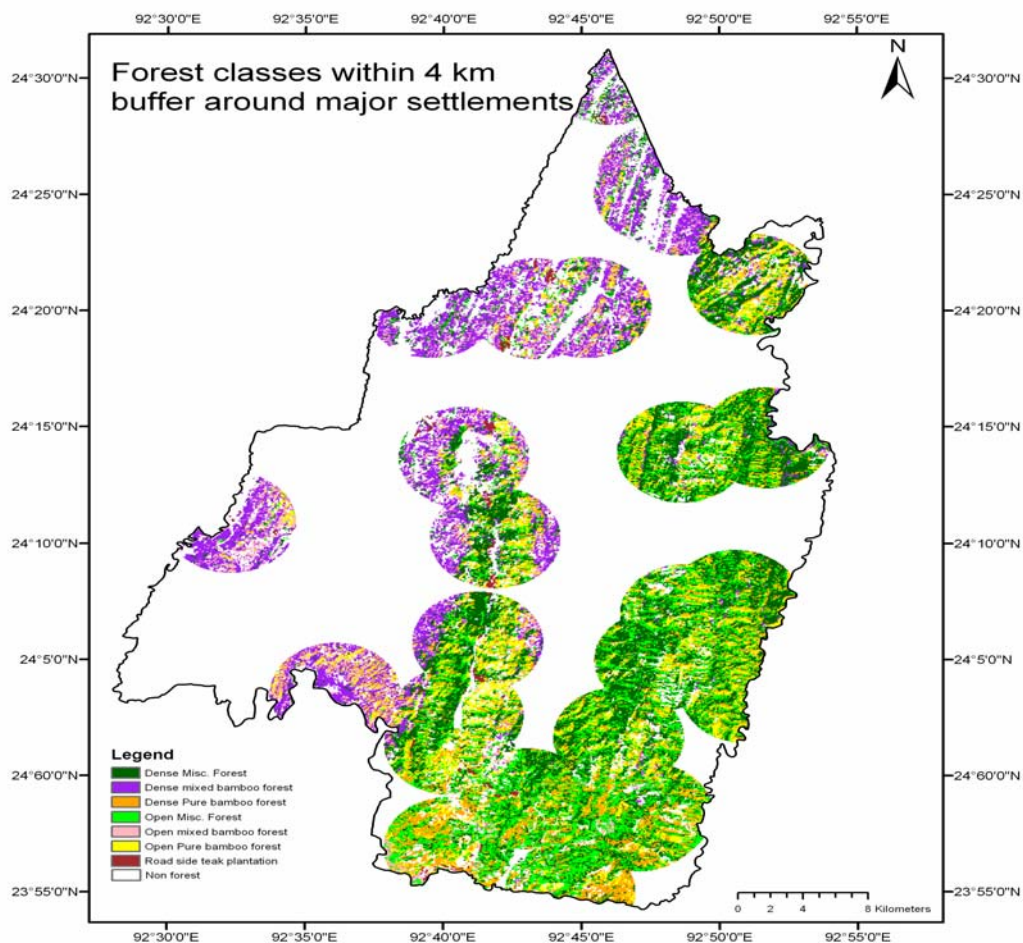 92°30'0"E 92°35'0"E 92°40'0"E 92°45'0"E 92°50'0"E 92°55'0"E
Forest classes within 4 km
buffer around major settlements
N
24°30'0"N 24°30'0"N
24°25'0"N 24°25'0"N
24°20'0"N 24°20'0"N
24°15'0"N 24°15'0"N
24°10'0"N 24°10'0"N
24°5'0"N 24°5'0"N
24°60'0"N 24°60'0"N
23°55'0"N 23°55'0"N
Legend
Dense Misc. Forest
Dense mixed bamboo forest
Dense Pure bamboo forest
Open Misc. Forest
Open mixed bamboo forest
Open Pure bamboo forest
Road side teak plantation
Non forest
0 2 4 8 Kilometers
92°30'0"E 92°35'0"E 92°40'0"E 92°45'0"E 92°50'0"E 92°55'0"E